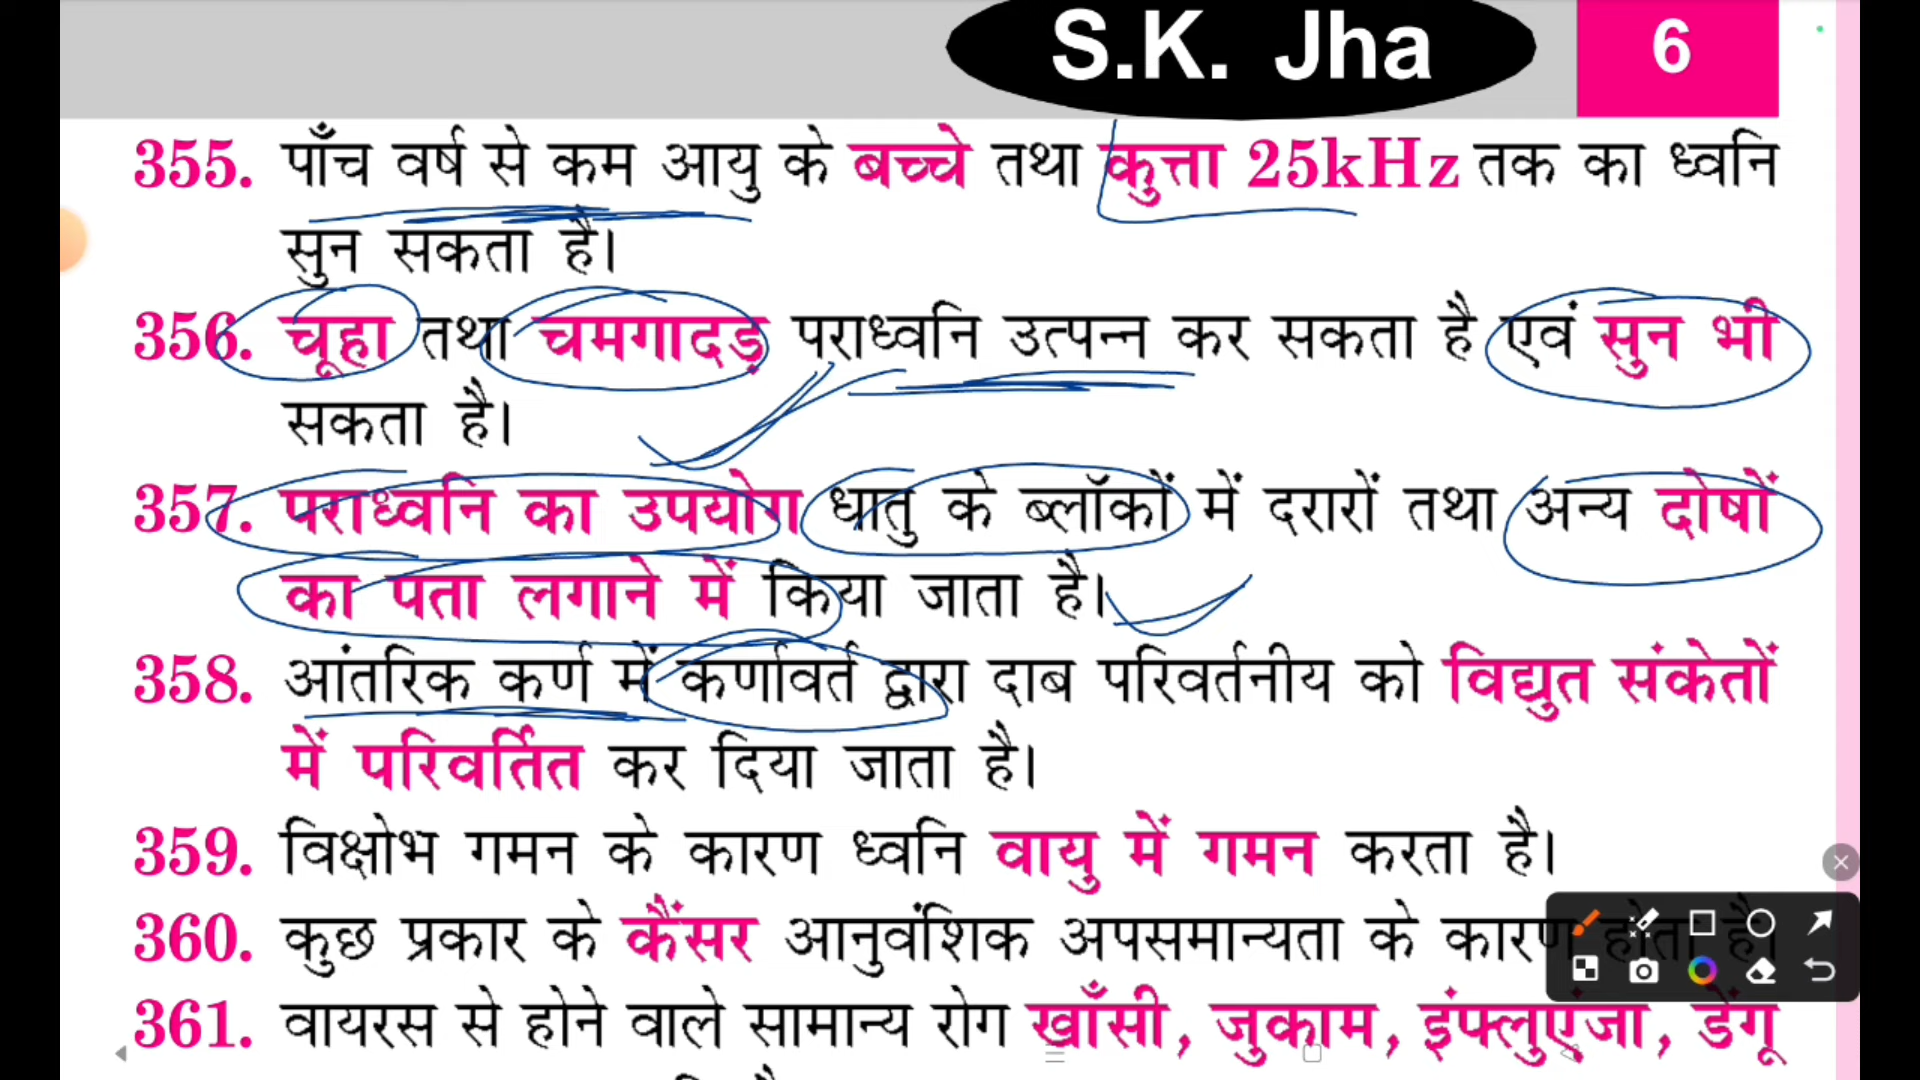 S.K. Jha 6
355. पाँच वर्ष से कम आयु के बच्चे तथा कुत्ता 25kHz तक का ध्वनि
सुन सकता है।
356. चूहा तथा चमगादड़ पराध्वनि उत्पन्न कर सकता है एवं सुन भी
सकता है।
357. पराध्वनि का उपयोग धातु के ब्लॉकों में दरारों तथा अन्य दोषों
का पता लगाने में किया जाता है।
358. आंतरिक कर्ण में कर्णावर्त द्वारा दाब परिवर्तनीय को विद्युत संकेतों
में परिवर्तित कर दिया जाता है।
359. विक्षोभ गमन के कारण ध्वनि वायु में गमन करता है।
360. कुछ प्रकार के कैंसर आनुवंशिक अपसमान्यता के कारण होता है।
361. वायरस से होने वाले सामान्य रोग खाँसी, जुकाम, इंफ्लुएंजा, डेंगू